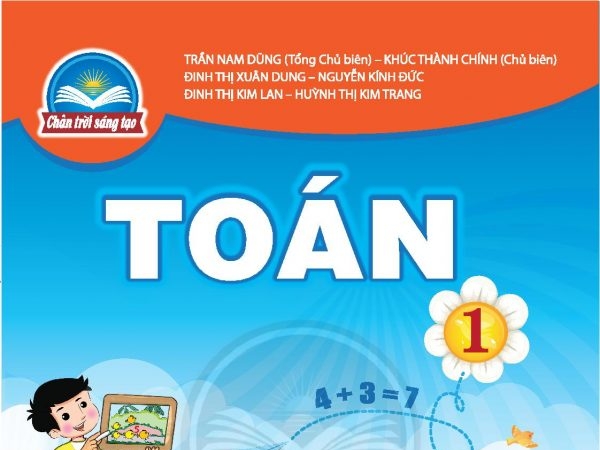 TRẦN NAM DŨNG (Tổng Chủ biên) – KHÚC THÀNH CHÍNH (Chủ biên)
ĐINH THỊ XUÂN DUNG – NGUYỄN KÍNH ĐỨC
ĐINH THỊ KIM LAN – HUỲNH THỊ KIM TRANG
Chân trời sáng tạo
TOÁN
1
4 + 3 = 7